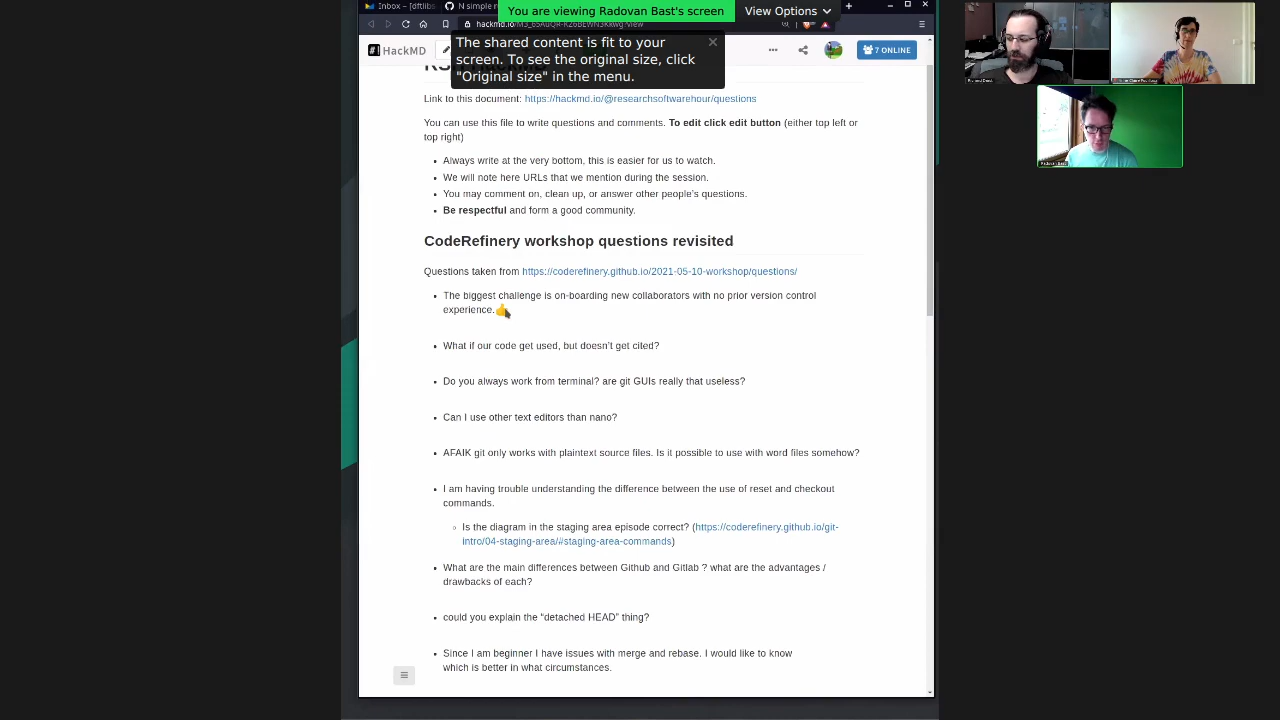 You are viewing Radovan Bast's screen
View Options
Inbox – [dftlibs
N simple r
The shared content is fit to your
screen. To see the original size, click
"Original size" in the menu.
HackMD
7 ONLINE
Link to this document: https://hackmd.io/@researchsoftwarehour/questions
You can use this file to write questions and comments. To edit click edit button (either top left or
top right)
• Always write at the very bottom, this is easier for us to watch.
• We will note here URLs that we mention during the session.
• You may comment on, clean up, or answer other people's questions.
• Be respectful and form a good community.
CodeRefinery workshop questions revisited
Questions taken from https://coderefinery.github.io/2021-05-10-workshop/questions/
• The biggest challenge is on-boarding new collaborators with no prior version control
experience.
• What if our code get used, but doesn't get cited?
• Do you always work from terminal? are git GUIs really that useless?
• Can I use other text editors than nano?
• AFAIK git only works with plaintext source files. Is it possible to use with word files somehow?
• I am having trouble understanding the difference between the use of reset and checkout
commands.
◦ Is the diagram in the staging area episode correct? (https://coderefinery.github.io/git-
intro/04-staging-area/#staging-area-commands)
• What are the main differences between Github and Gitlab ? what are the advantages /
drawbacks of each?
• could you explain the “detached HEAD” thing?
• Since I am beginner I have issues with merge and rebase. I would like to know
which is better in what circumstances.
Radovan Bast